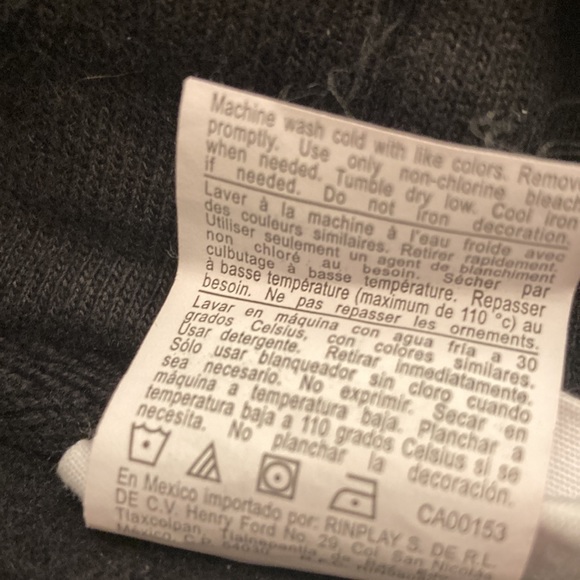 Machine wash cold with like colors. Remov
promptly. Use only non-chlorine bleach
when needed. Tumble dry low. Cool iron
if needed. Do not iron decoration.
Laver à la machine à l'eau froide avec
des couleurs similaires. Retirer rapidement.
Utiliser seulement un agent de blanchiment
non chloré au besoin. Sécher par
culbutage à basse température. Repasser
à basse température (maximum de 110 °c) au
besoin. Ne pas repasser les ornements.
Lavar en máquina con agua fría a 30
grados Celsius, con colores similares.
Usar detergente. Retirar inmediatamente.
Sólo usar blanqueador sin cloro cuando
sea necesario. No exprimir. Secar en
máquina a temperatura baja. Planchar a
temperatura baja a 110 grados Celsius si se
necesita. No planchar la decoración.
CA00153
En Mexico importado por: RINPLAY S. DE R.L.
DE C.V. Henry Ford No. 29, Col. San Nicolas
Tlaxcolpan, Tlalnepantla, de
México, C.P.